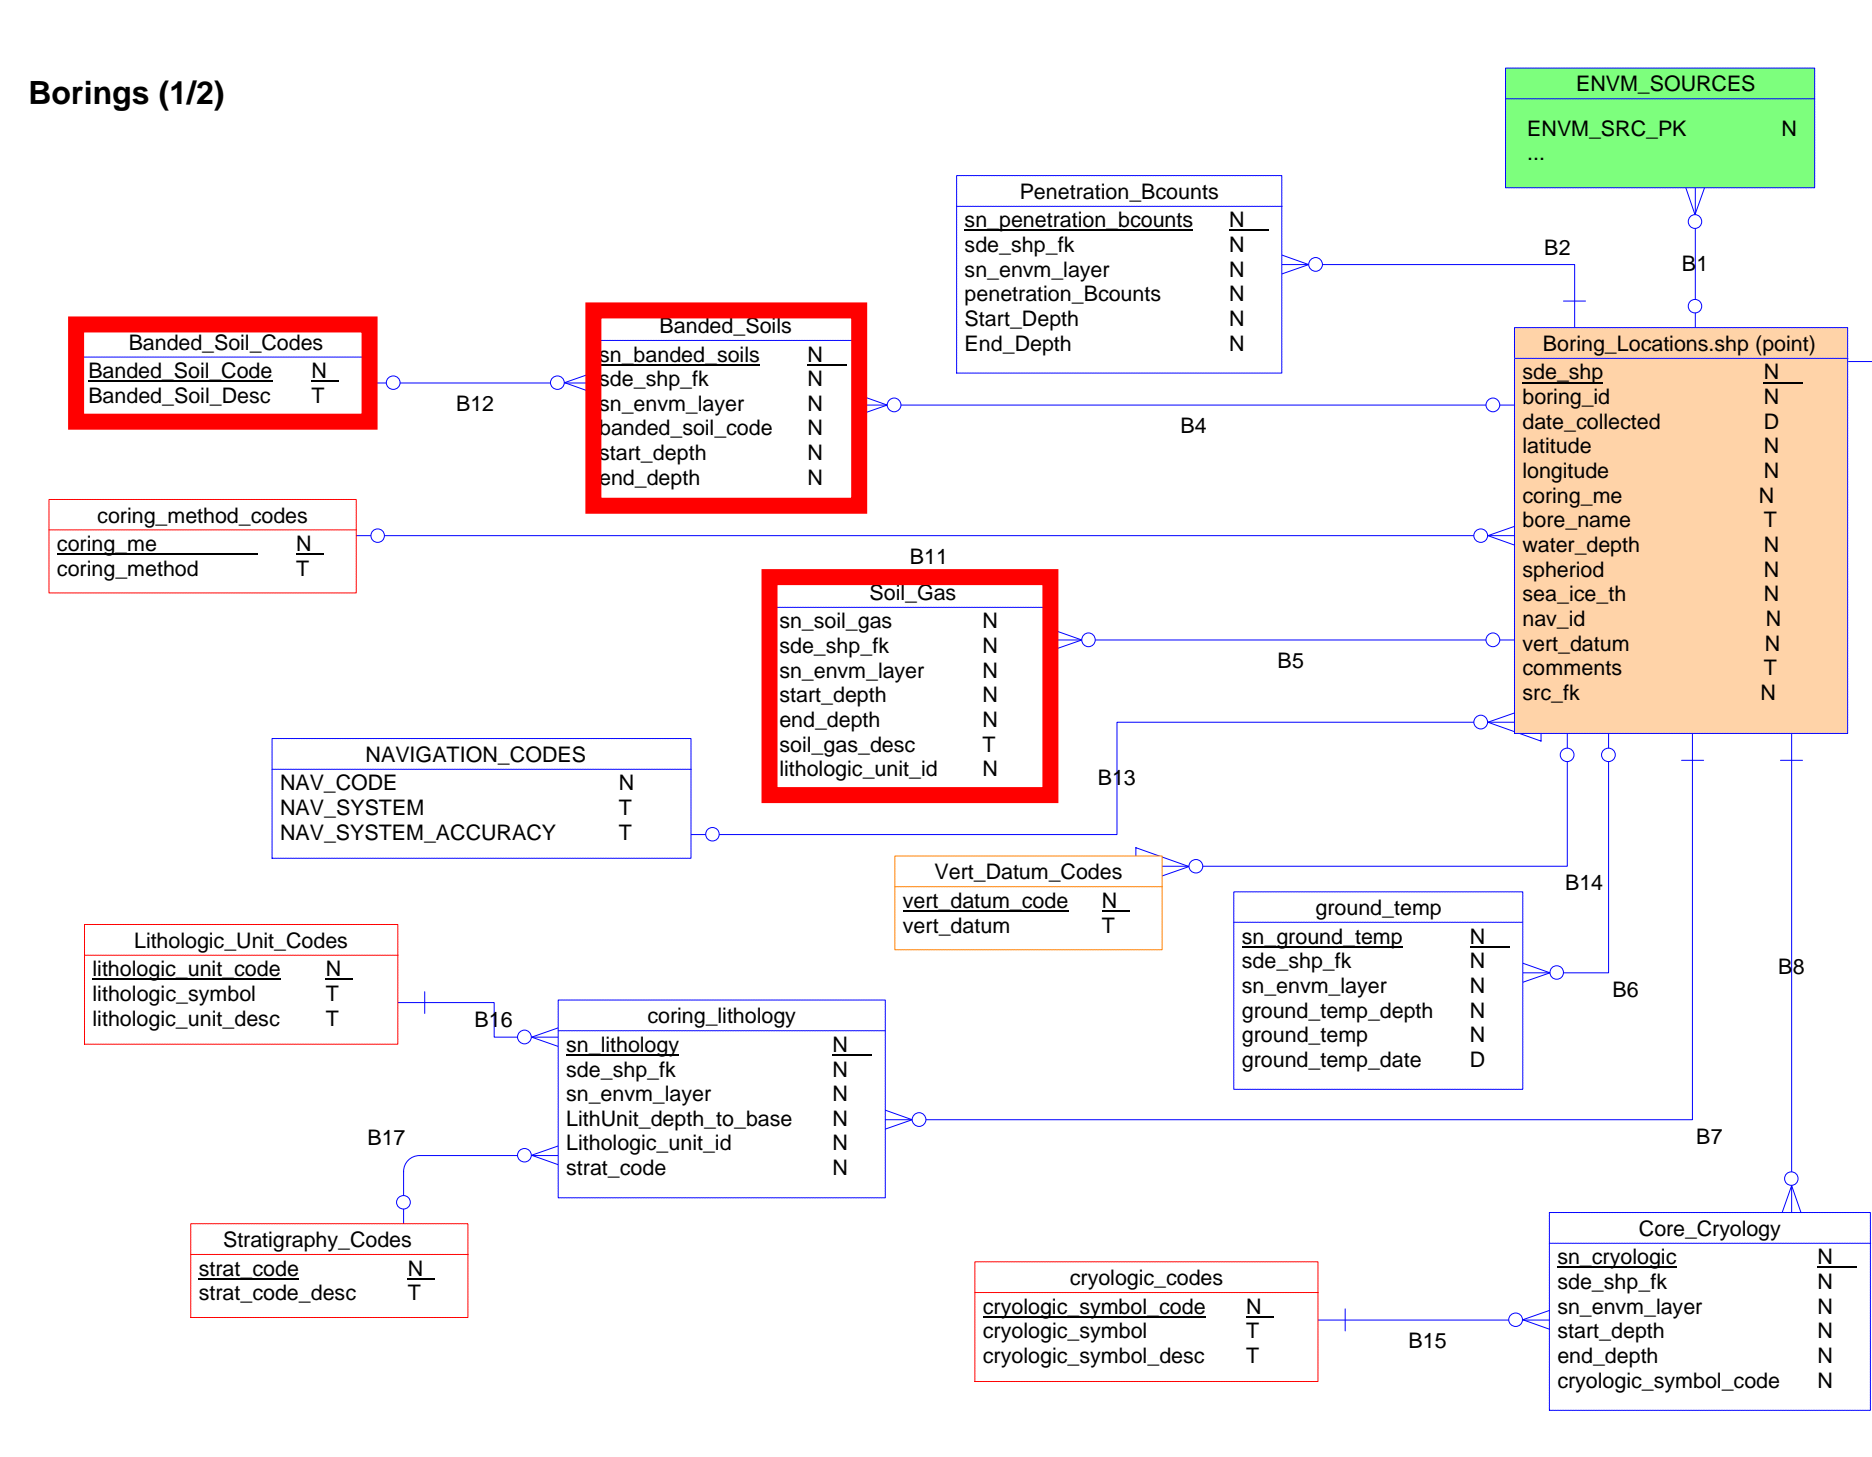 Borings (1/2)
ENVM_SOURCES
ENVM_SRC_PK N
...
Penetration_Bcounts
sn_penetration_bcounts N
sde_shp_fk N
sn_envm_layer N
penetration_Bcounts N
Start_Depth N
End_Depth N
B2
B1
Banded_Soil_Codes
Banded_Soil_Code N
Banded_Soil_Desc T
B12
Banded_Soils
sn_banded_soils N
sde_shp_fk N
sn_envm_layer N
banded_soil_code N
start_depth N
end_depth N
B4
Boring_Locations.shp (point)
sde_shp N
boring_id N
date_collected D
latitude N
longitude N
coring_me N
bore_name T
water_depth N
spheriod N
sea_ice_th N
nav_id N
vert_datum N
comments T
src_fk N
coring_method_codes
coring_me N
coring_method T
B11
Soil_Gas
sn_soil_gas N
sde_shp_fk N
sn_envm_layer N
start_depth N
end_depth N
soil_gas_desc T
lithologic_unit_id N
B5
NAVIGATION_CODES
NAV_CODE N
NAV_SYSTEM T
NAV_SYSTEM_ACCURACY T
B13
Vert_Datum_Codes
vert_datum_code N
vert_datum T
B14
ground_temp
sn_ground_temp N
sde_shp_fk N
sn_envm_layer N
ground_temp_depth N
ground_temp N
ground_temp_date D
B6
B8
Lithologic_Unit_Codes
lithologic_unit_code N
lithologic_symbol T
lithologic_unit_desc T
B16
coring_lithology
sn_lithology N
sde_shp_fk N
sn_envm_layer N
LithUnit_depth_to_base N
Lithologic_unit_id N
strat_code N
B7
B17
Stratigraphy_Codes
strat_code N
strat_code_desc T
cryologic_codes
cryologic_symbol_code N
cryologic_symbol T
cryologic_symbol_desc T
B15
Core_Cryology
sn_cryologic N
sde_shp_fk N
sn_envm_layer N
start_depth N
end_depth N
cryologic_symbol_code N